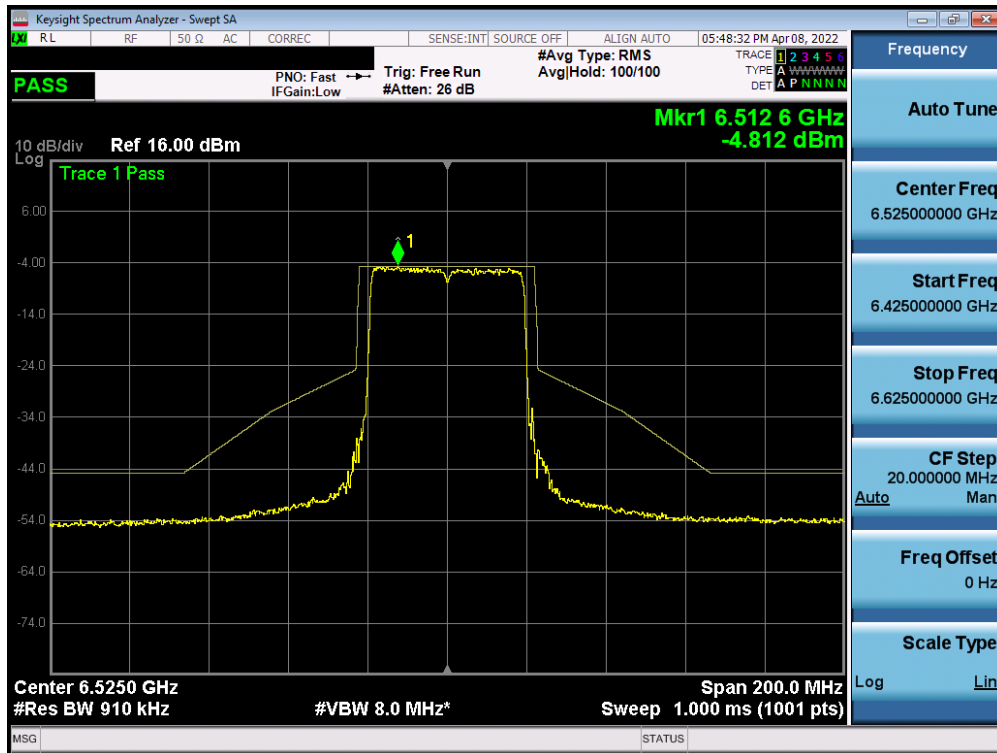 Keysight Spectrum Analyzer - Swept SA
LXI RL RF 50 Ω AC CORREC SENSE:INT SOURCE OFF ALIGN AUTO 05:48:32 PM Apr 08, 2022
PASS
PNO: Fast
IFGain:Low
Trig: Free Run
#Atten: 26 dB
#Avg Type: RMS
Avg|Hold: 100/100
TRACE 1 2 3 4 5 6
TYPE A WWWWWW
DET A P N N N N
Mkr1 6.512 6 GHz
-4.812 dBm
10 dB/div Ref 16.00 dBm
Log
Trace 1 Pass
1
6.00
-4.00
-14.0
-24.0
-34.0
-44.0
-54.0
-64.0
-74.0
Center 6.5250 GHz Span 200.0 MHz
#Res BW 910 kHz #VBW 8.0 MHz* Sweep 1.000 ms (1001 pts)
MSG STATUS
Frequency
Auto Tune
Center Freq
6.525000000 GHz
Start Freq
6.425000000 GHz
Stop Freq
6.625000000 GHz
CF Step
20.000000 MHz
Auto Man
Freq Offset
0 Hz
Scale Type
Log Lin